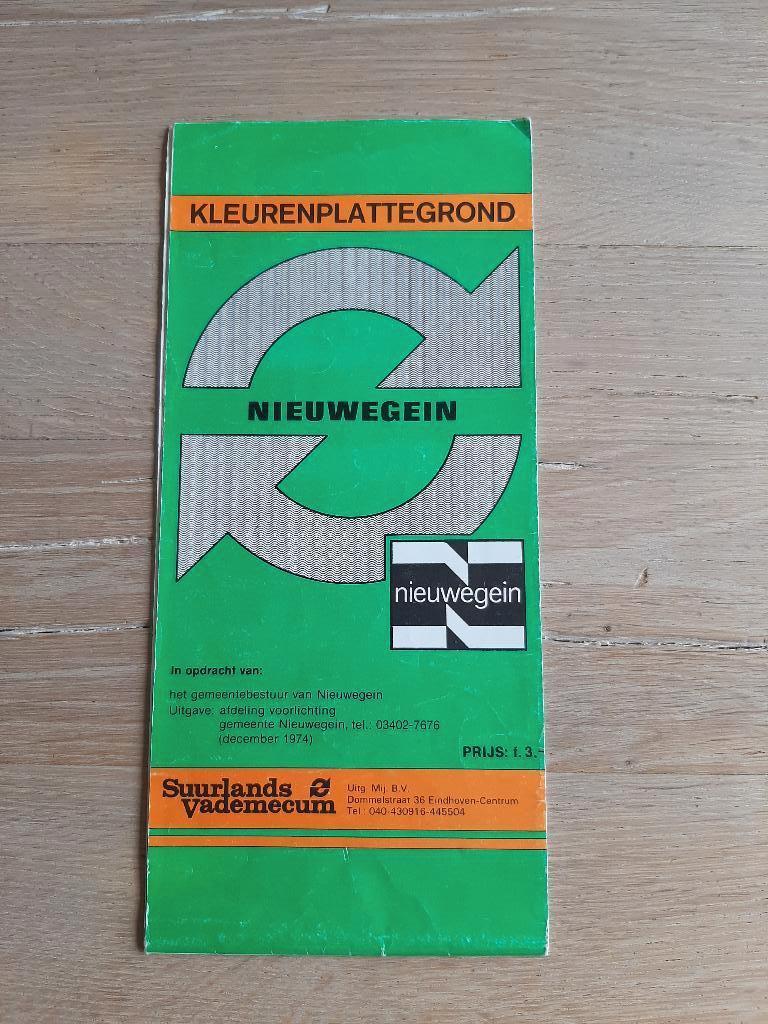 KLEURENPLATTEGROND
NIEUWEGEIN
nieuwegein
In opdracht van:
het gemeentebestuur van Nieuwegein
Uitgave: afdeling voorlichting
gemeente Nieuwegein, tel.: 03402-7676
(december 1974)
PRIJS: f. 3.-
Suurlands
Vademecum
Uitg. Mij. B.V.
Dommelstraat 36 Eindhoven-Centrum
Tel.: 040-430916-445504